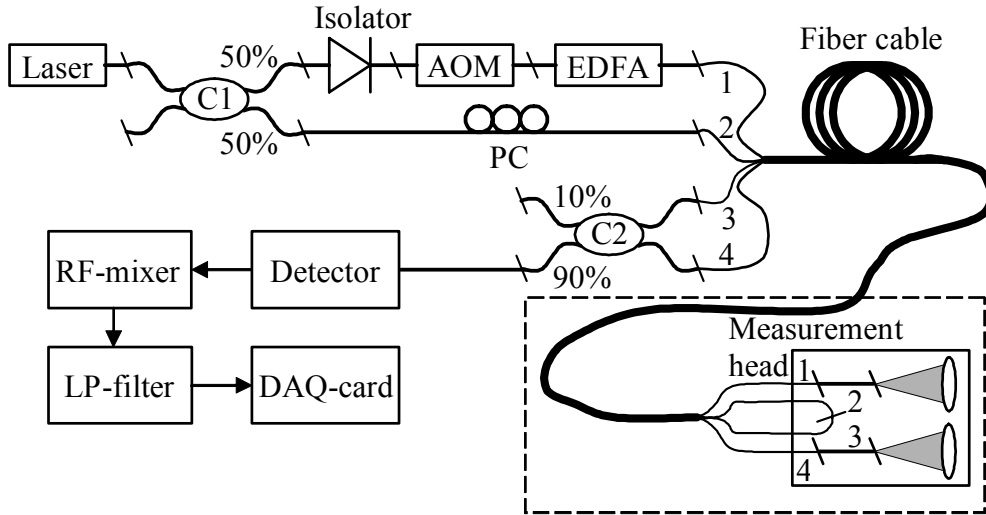 Isolator
Fiber cable
Laser
50%
AOM
EDFA
C1
1
50%
PC
2
10%
3
C2
4
90%
RF-mixer
Detector
LP-filter
DAQ-card
Measurement
head
1
2
3
4